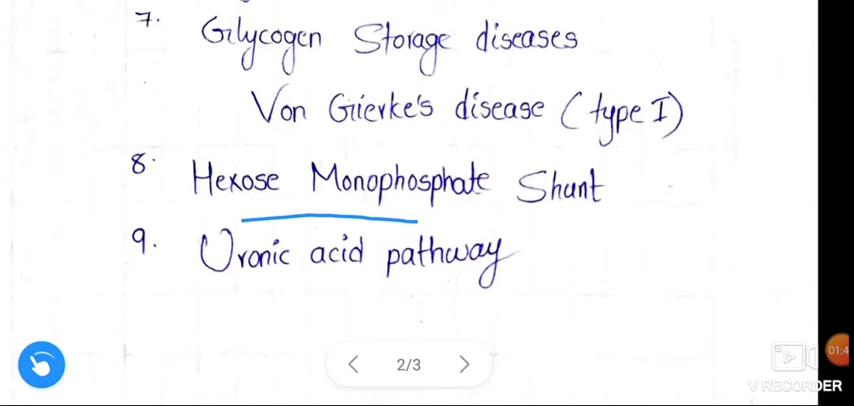 7. Glycogen Storage diseases
Von Gierke's disease (type I)
8. Hexose Monophosphate Shunt
9. Uronic acid pathway
2/3
01:4
V RECORDER